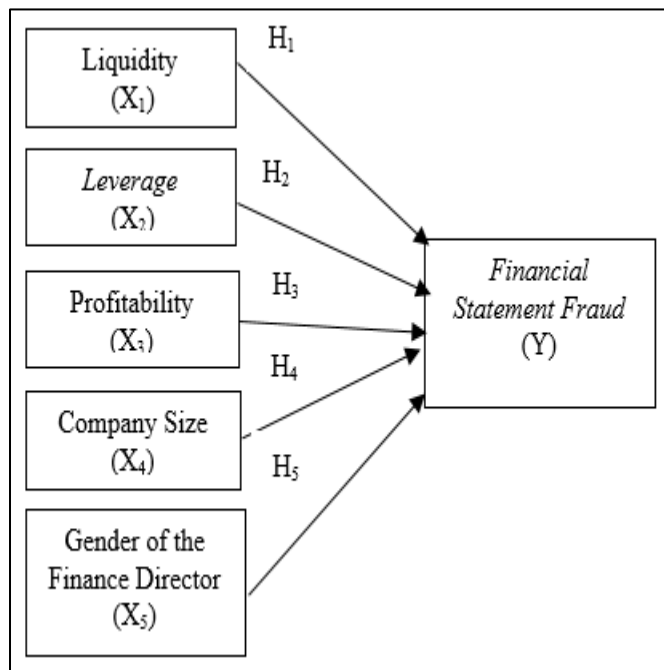 Liquidity
(X₁)
H₁
Leverage
(X₂)
H₂
Profitability
(X₃)
H₃
Company Size
(X₄)
H₄
Gender of the
Finance Director
(X₅)
H₅
Financial
Statement Fraud
(Y)